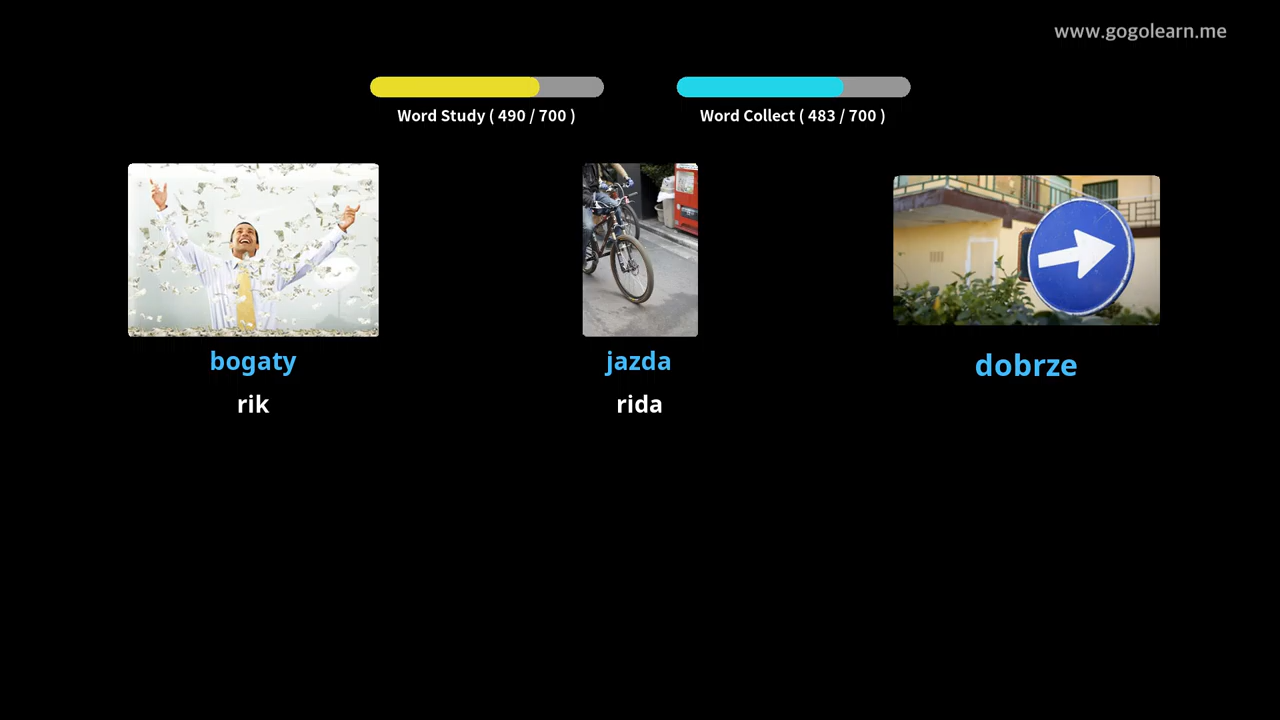 www.gogolearn.me
Word Study ( 490 / 700 )
Word Collect ( 483 / 700 )
bogaty
jazda
dobrze
rik
rida